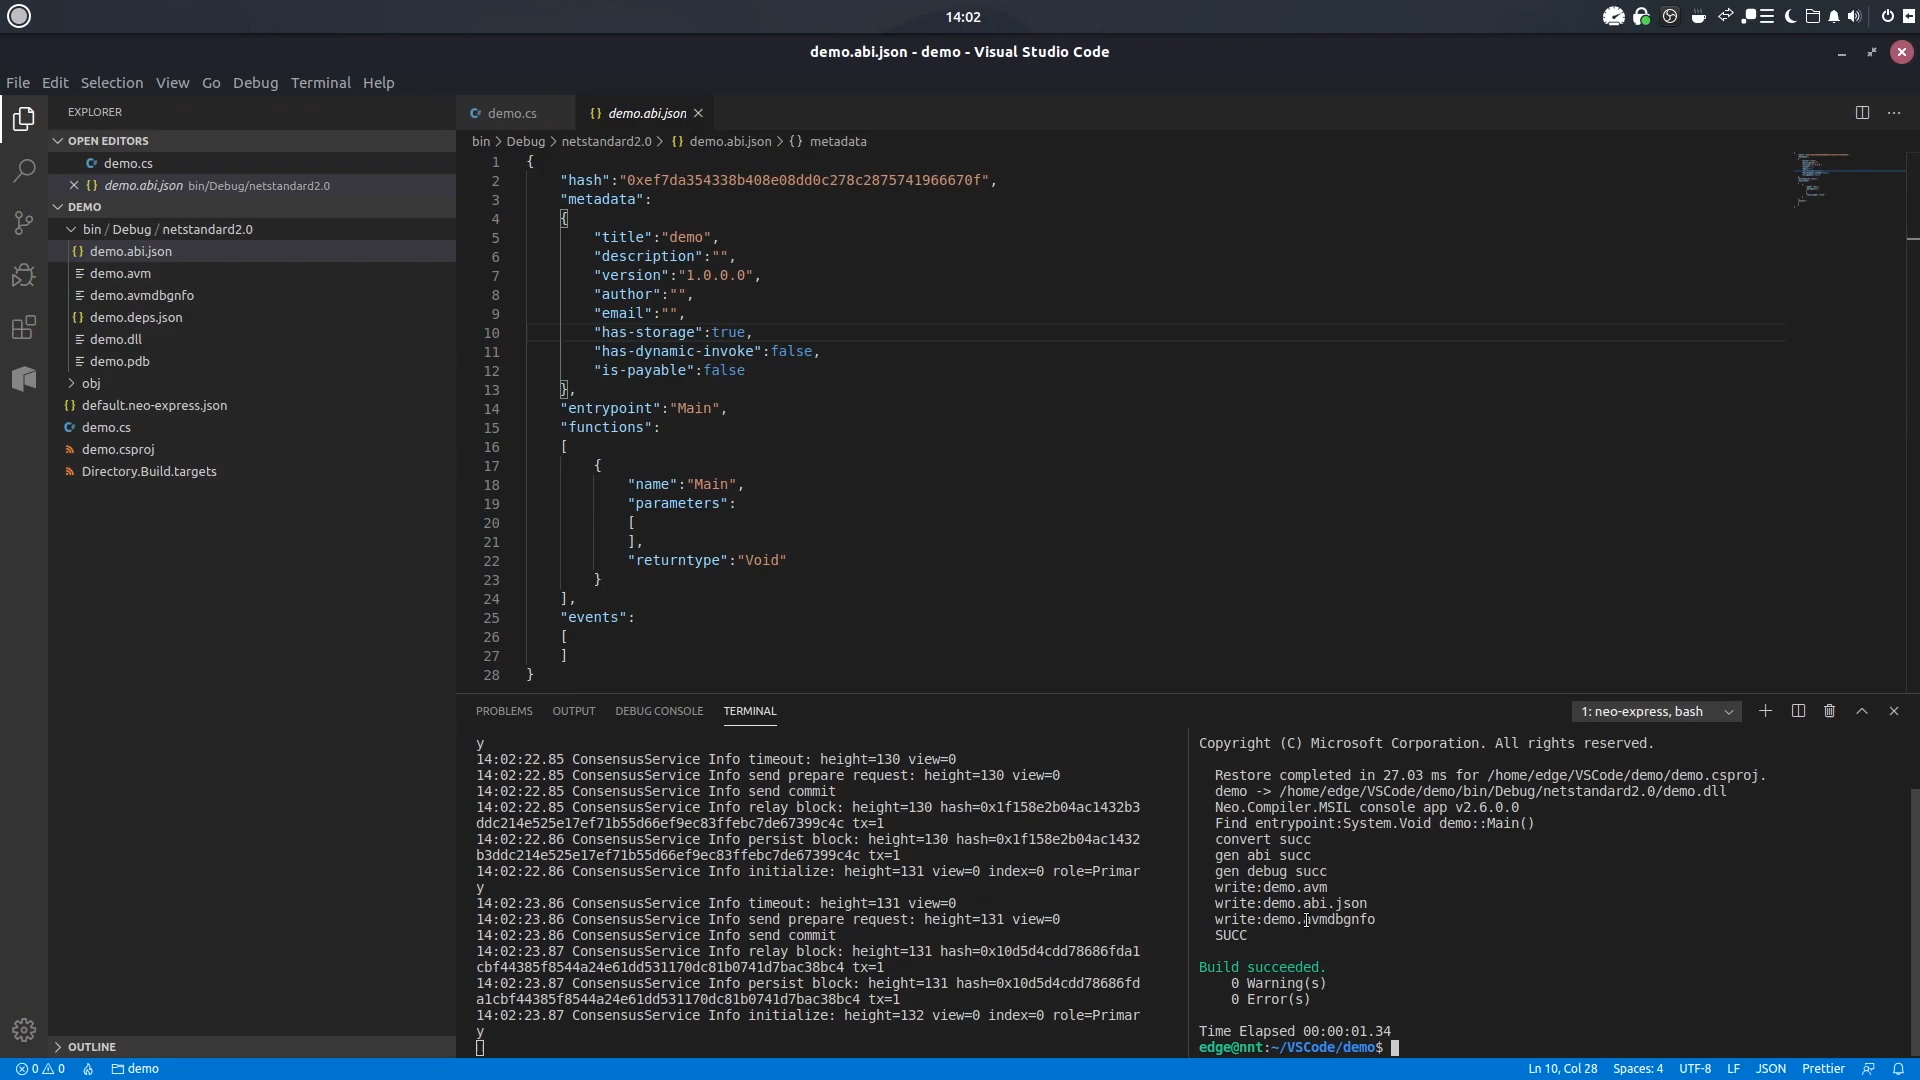 14:02
demo.abi.json - demo - Visual Studio Code
File Edit Selection View Go Debug Terminal Help
EXPLORER
OPEN EDITORS
demo.cs
demo.abi.json bin/Debug/netstandard2.0
DEMO
bin / Debug / netstandard2.0
demo.abi.json
demo.avm
demo.avmdbgnfo
demo.deps.json
demo.dll
demo.pdb
obj
default.neo-express.json
demo.cs
demo.csproj
Directory.Build.targets
OUTLINE
demo.cs
demo.abi.json
bin > Debug > netstandard2.0 > {} demo.abi.json > {} metadata
1 {
2 "hash":"0xef7da354338b408e08dd0c278c2875741966670f",
3 "metadata":
4 {
5 "title":"demo",
6 "description":"",
7 "version":"1.0.0.0",
8 "author":"",
9 "email":"",
10 "has-storage":true,
11 "has-dynamic-invoke":false,
12 "is-payable":false
13 },
14 "entrypoint":"Main",
15 "functions":
16 [
17 {
18 "name":"Main",
19 "parameters":
20 [
21 ],
22 "returntype":"Void"
23 }
24 ],
25 "events":
26 [
27 ]
28 }
PROBLEMS OUTPUT DEBUG CONSOLE TERMINAL
1: neo-express, bash
y
14:02:22.85 ConsensusService Info timeout: height=130 view=0
14:02:22.85 ConsensusService Info send prepare request: height=130 view=0
14:02:22.85 ConsensusService Info send commit
14:02:22.85 ConsensusService Info relay block: height=130 hash=0x1f158e2b04ac1432b3
ddc214e525e17ef71b55d66ef9ec83ffebc7de67399c4c tx=1
14:02:22.86 ConsensusService Info persist block: height=130 hash=0x1f158e2b04ac1432
b3ddc214e525e17ef71b55d66ef9ec83ffebc7de67399c4c tx=1
14:02:22.86 ConsensusService Info initialize: height=131 view=0 index=0 role=Primar
y
14:02:23.86 ConsensusService Info timeout: height=131 view=0
14:02:23.86 ConsensusService Info send prepare request: height=131 view=0
14:02:23.86 ConsensusService Info send commit
14:02:23.87 ConsensusService Info relay block: height=131 hash=0x10d5d4cdd78686fda1
cbf44385f8544a24e61dd531170dc81b0741d7bac38bc4 tx=1
14:02:23.87 ConsensusService Info persist block: height=131 hash=0x10d5d4cdd78686fd
a1cbf44385f8544a24e61dd531170dc81b0741d7bac38bc4 tx=1
14:02:23.87 ConsensusService Info initialize: height=132 view=0 index=0 role=Primar
y
Copyright (C) Microsoft Corporation. All rights reserved.
Restore completed in 27.03 ms for /home/edge/VSCode/demo/demo.csproj.
demo -> /home/edge/VSCode/demo/bin/Debug/netstandard2.0/demo.dll
Neo.Compiler.MSIL console app v2.6.0.0
Find entrypoint:System.Void demo::Main()
convert succ
gen abi succ
gen debug succ
write:demo.avm
write:demo.abi.json
write:demo.avmdbgnfo
SUCC
Build succeeded.
0 Warning(s)
0 Error(s)
Time Elapsed 00:00:01.34
edge@nnt:~/VSCode/demo$
0 0 demo
Ln 10, Col 28 Spaces: 4 UTF-8 LF JSON Prettier